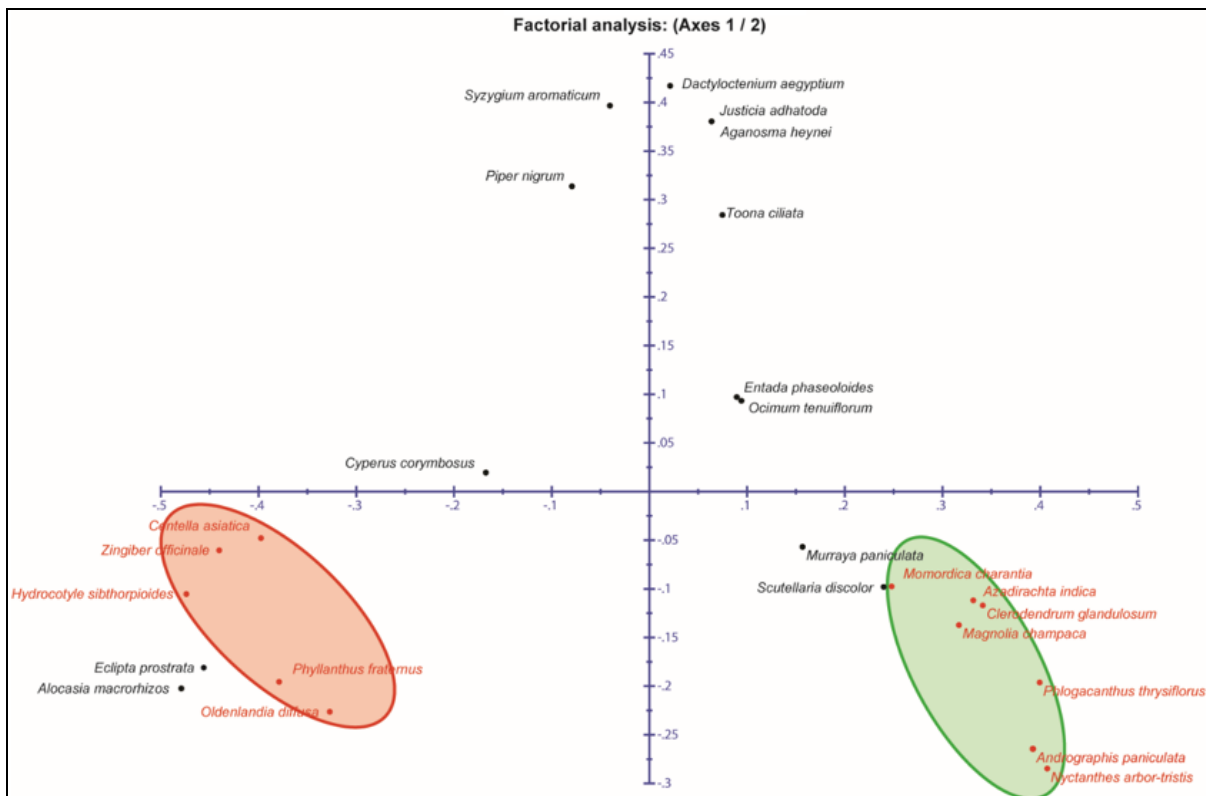 Factorial analysis: (Axes 1 / 2)
.45
Dactyloctenium aegyptium
Syzygium aromaticum
.4
Justicia adhatoda
Aganosma heynei
.35
Piper nigrum
.3
Toona ciliata
.25
.2
.15
Entada phaseoloides
.1
Ocimum tenuiflorum
.05
Cyperus corymbosus
-.5 -.4 -.3 -.2 -.1 .1 .2 .3 .4 .5
Centella asiatica
-.05
Zingiber officinale
Murraya paniculata
Momordica charantia
Scutellaria discolor
Azadirachta indica
Hydrocotyle sibthorpioides
-.1
Clerodendrum glandulosum
Magnolia champaca
-.15
Eclipta prostrata
Phyllanthus fraternus
Alocasia macrorhizos
-.2
Phlogacanthus thrysiflorus
Oldenlandia diffusa
-.25
Andrographis paniculata
Nyctanthes arbor-tristis
-.3